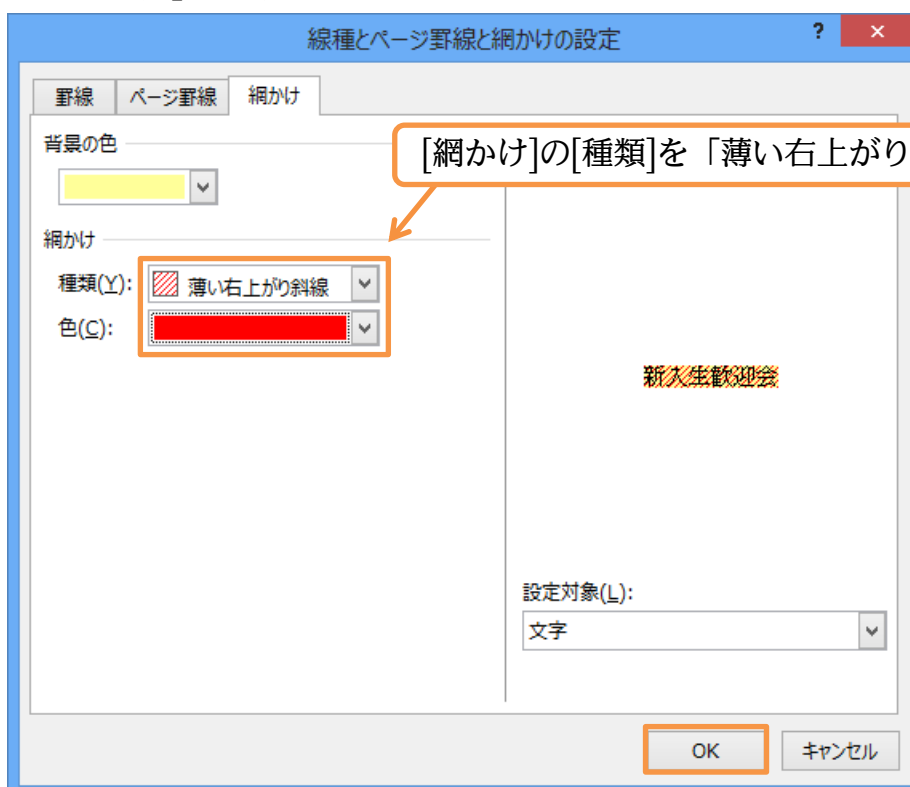 線種とページ罫線と網かけの設定
? ×
罫線 ページ罫線 網かけ
背景の色
[網かけ]の[種類]を「薄い右上がり
網かけ
種類(Y): 薄い右上がり斜線
色(C):
新入生歓迎会
設定対象(L):
文字
OK キャンセル